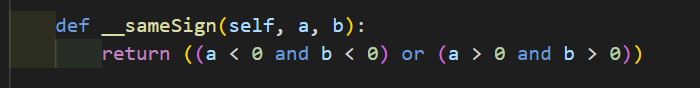 def __sameSign(self, a, b):
return ((a < 0 and b < 0) or (a > 0 and b > 0))